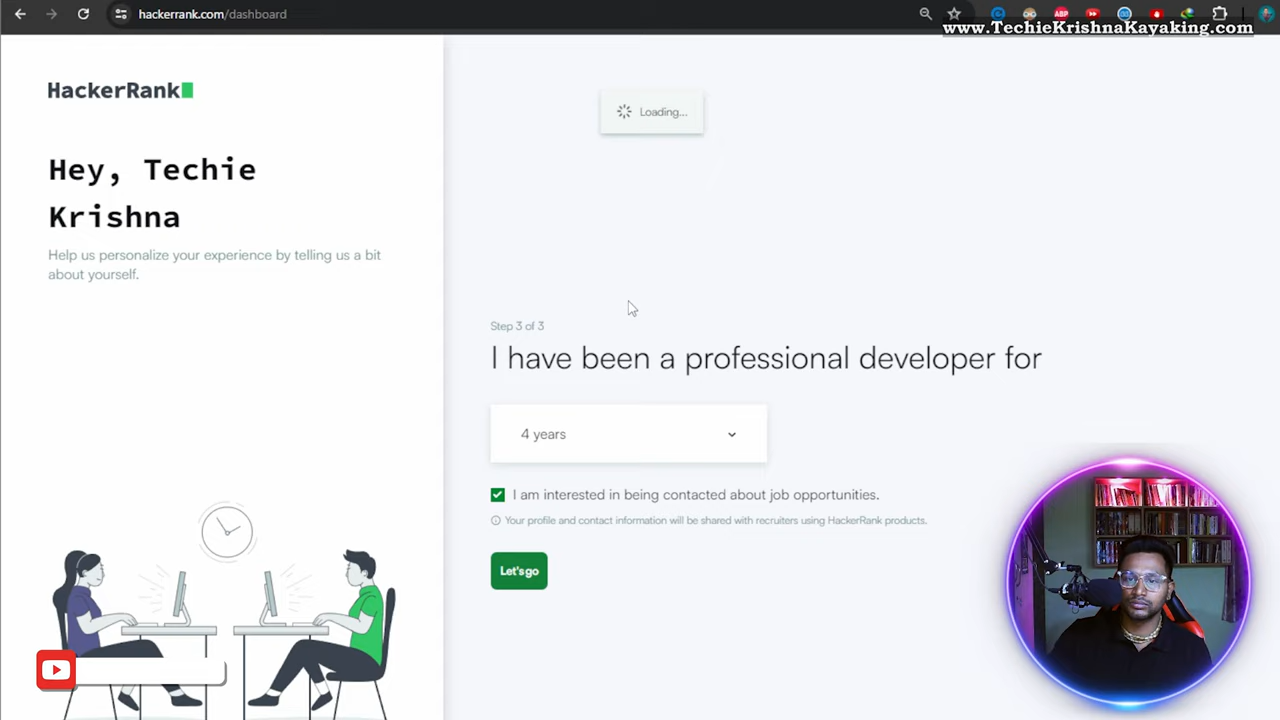 hackerrank.com/dashboard
www.TechieKrishnaKayaking.com
HackerRank
Hey, Techie
Krishna
Help us personalize your experience by telling us a bit
about yourself.
Loading...
Step 3 of 3
I have been a professional developer for
4 years
I am interested in being contacted about job opportunities.
Your profile and contact information will be shared with recruiters using HackerRank products.
Let's go